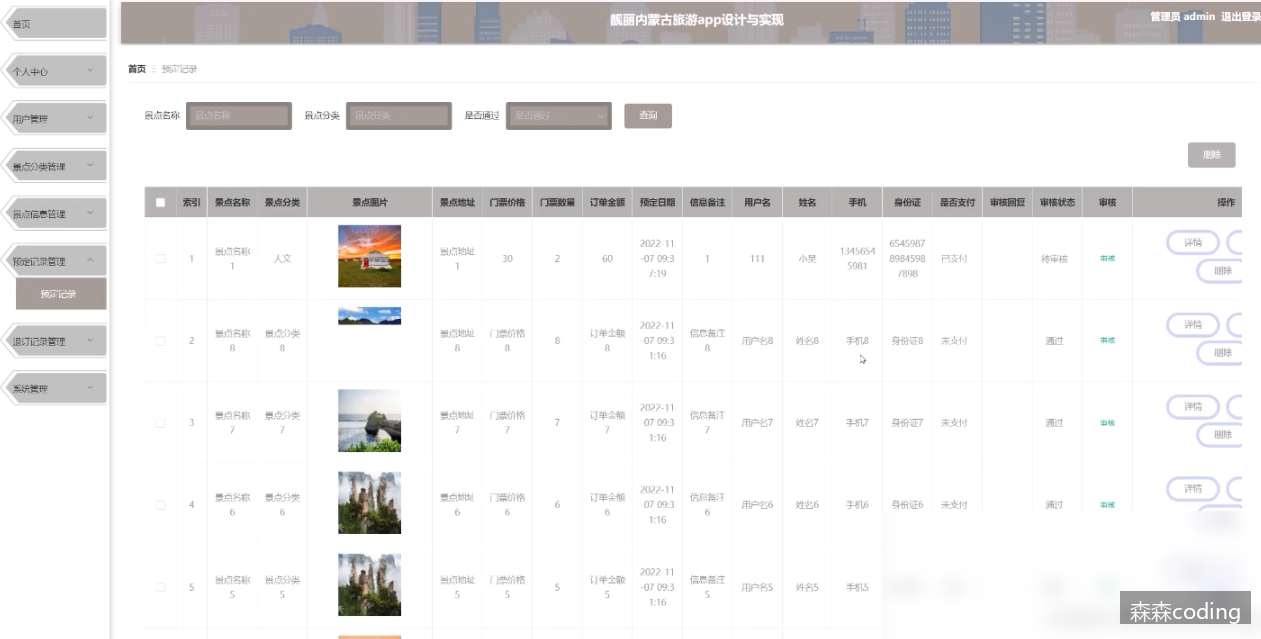 靓丽内蒙古旅游app设计与实现
管理员 admin 退出登录
首页
个人中心
用户管理
景点分类管理
景点信息管理
预定记录管理
预定记录
退订记录管理
系统管理
首页 预定记录
景点名称 景点名称 景点分类 景点分类 是否通过 是否通过 查询
删除
索引 景点名称 景点分类 景点图片 景点地址 门票价格 门票数量 订单金额 预定日期 信息备注 用户名 姓名 手机 身份证 是否支付 审核回复 审核状态 审核 操作
1 景点名称1 人文 景点地址1 30 2 60 2022-11-07 09:37:19 1 111 小吴 13456545981 654598789845987898 已支付 待审核 审核 详情 删除
2 景点名称8 景点分类8 景点地址8 门票价格8 8 订单金额8 2022-11-07 09:31:16 信息备注8 用户名8 姓名8 手机8 身份证8 未支付 通过 审核 详情 删除
3 景点名称7 景点分类7 景点地址7 门票价格7 7 订单金额7 2022-11-07 09:31:16 信息备注7 用户名7 姓名7 手机7 身份证7 未支付 通过 审核 详情 删除
4 景点名称6 景点分类6 景点地址6 门票价格6 6 订单金额6 2022-11-07 09:31:16 信息备注6 用户名6 姓名6 手机6 身份证6 未支付 通过 审核 详情
5 景点名称5 景点分类5 景点地址5 门票价格5 5 订单金额5 2022-11-07 09:31:16 信息备注5 用户名5 姓名5 手机5
森森coding